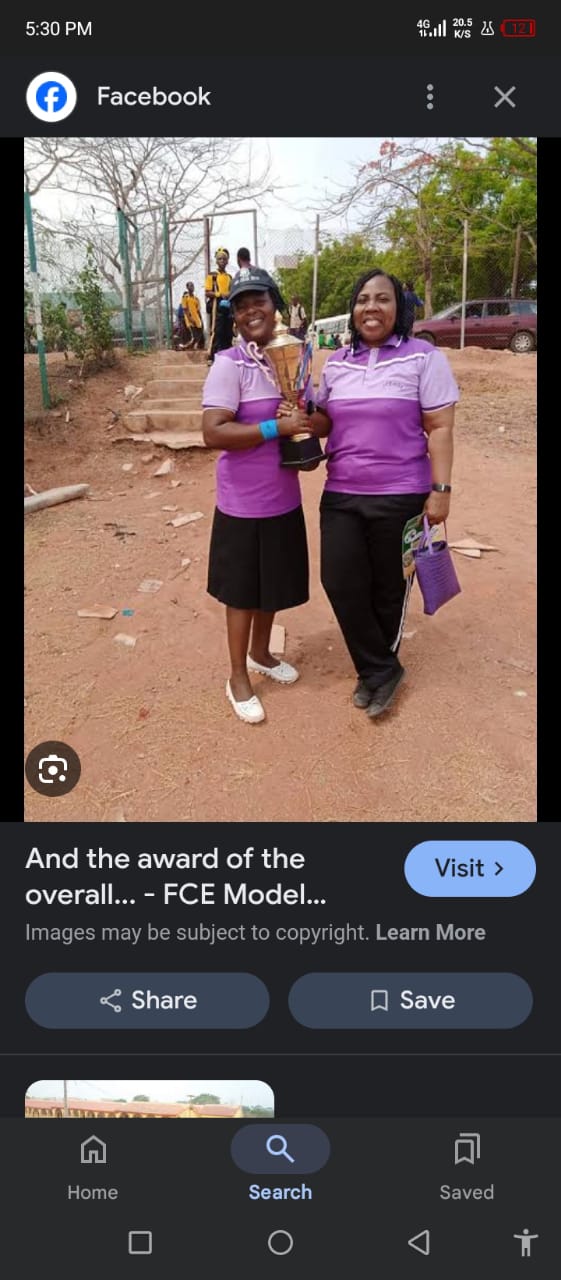 5:30 PM
4G
20.5
K/S
12
Facebook
And the award of the
overall... - FCE Model...
Visit
Images may be subject to copyright. Learn More
Share
Save
Home
Search
Saved